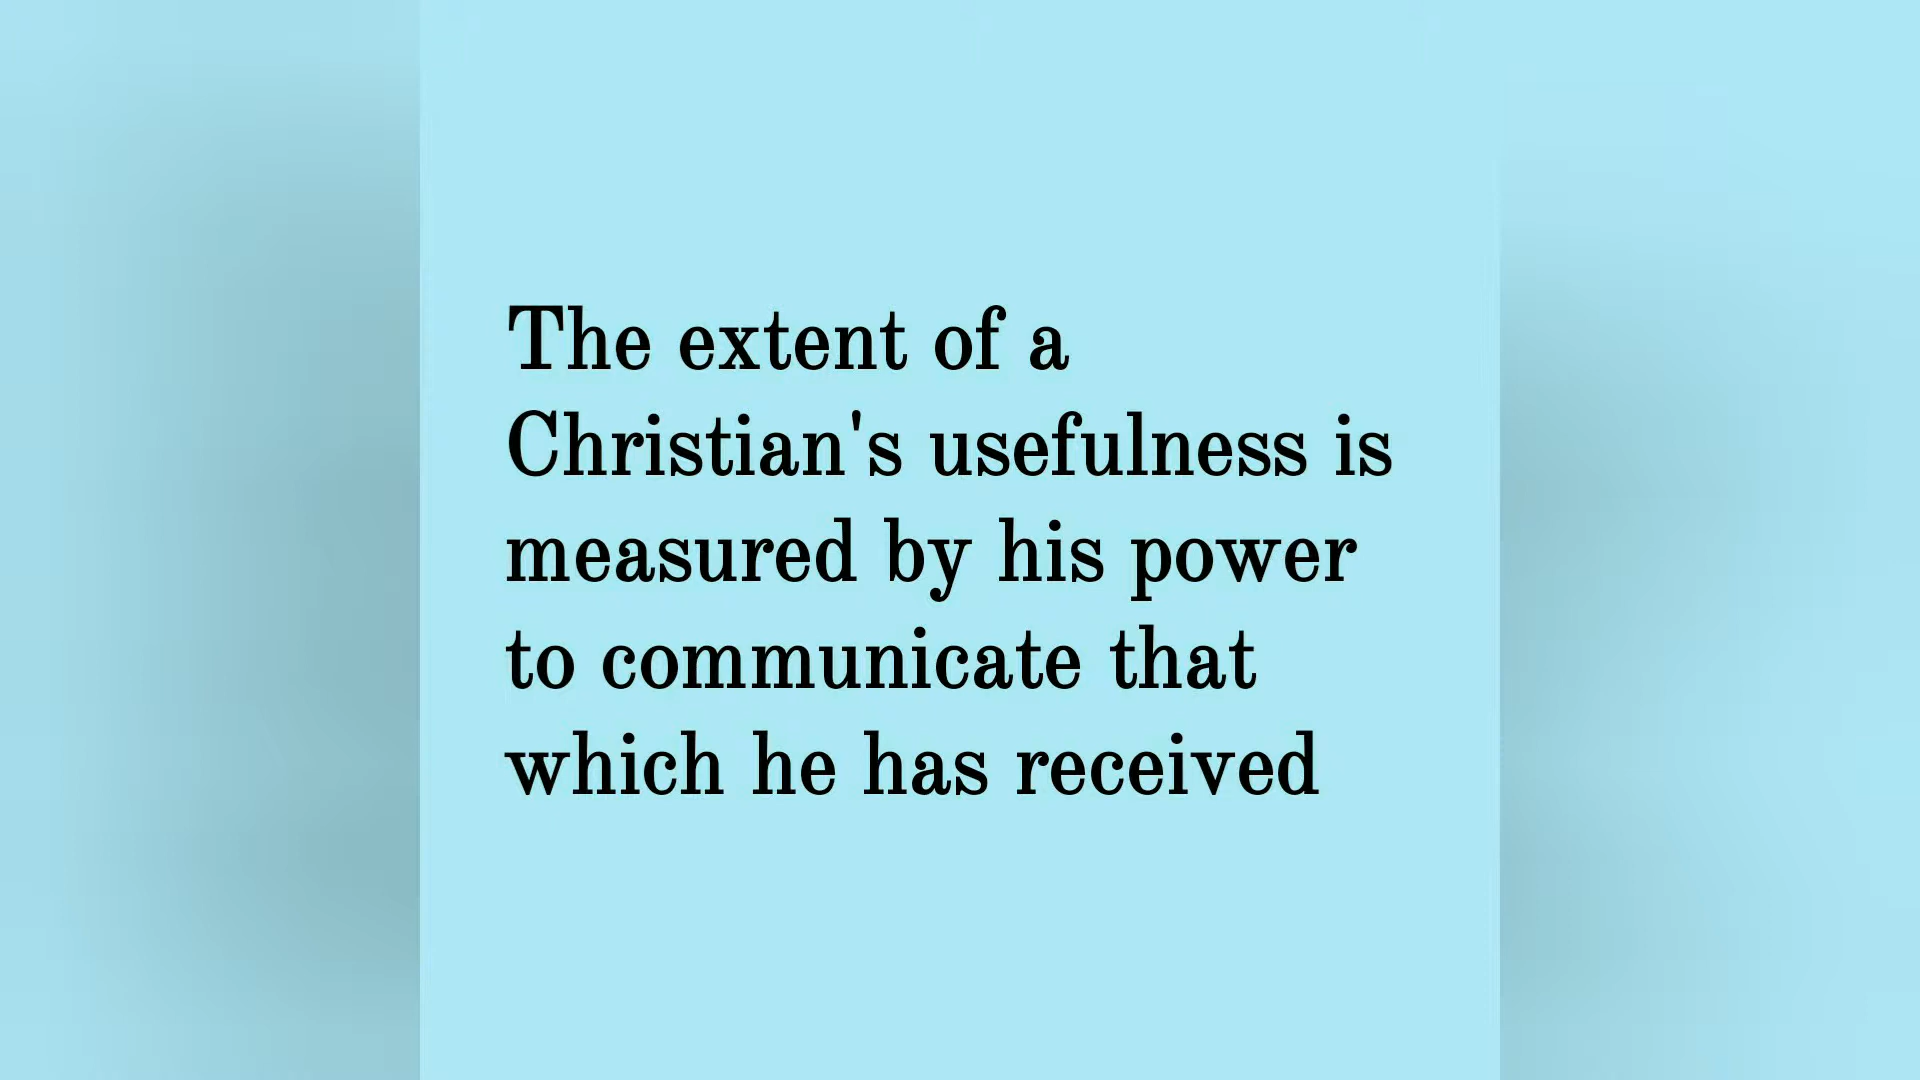 The extent of a
Christian's usefulness is
measured by his power
to communicate that
which he has received